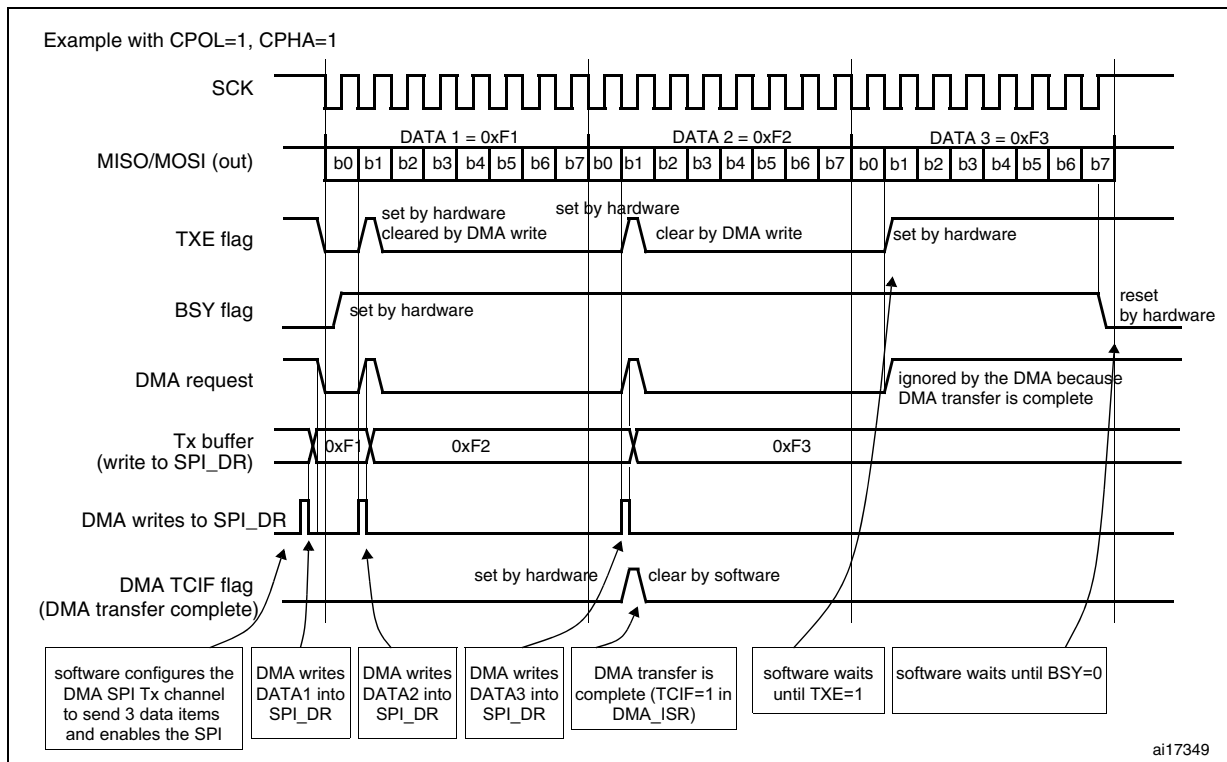 Example with CPOL=1, CPHA=1
SCK
DATA 1 = 0xF1
DATA 2 = 0xF2
DATA 3 = 0xF3
MISO/MOSI (out)
b0 b1 b2 b3 b4 b5 b6 b7 b0 b1 b2 b3 b4 b5 b6 b7 b0 b1 b2 b3 b4 b5 b6 b7
TXE flag
set by hardware
cleared by DMA write
set by hardware
clear by DMA write
set by hardware
BSY flag
set by hardware
reset
by hardware
DMA request
ignored by the DMA because
DMA transfer is complete
Tx buffer
(write to SPI_DR)
0xF1
0xF2
0xF3
DMA writes to SPI_DR
DMA TCIF flag
(DMA transfer complete)
set by hardware
clear by software
software configures the
DMA SPI Tx channel
to send 3 data items
and enables the SPI
DMA writes
DATA1 into
SPI_DR
DMA writes
DATA2 into
SPI_DR
DMA writes
DATA3 into
SPI_DR
DMA transfer is
complete (TCIF=1 in
DMA_ISR)
software waits
until TXE=1
software waits until BSY=0
ai17349